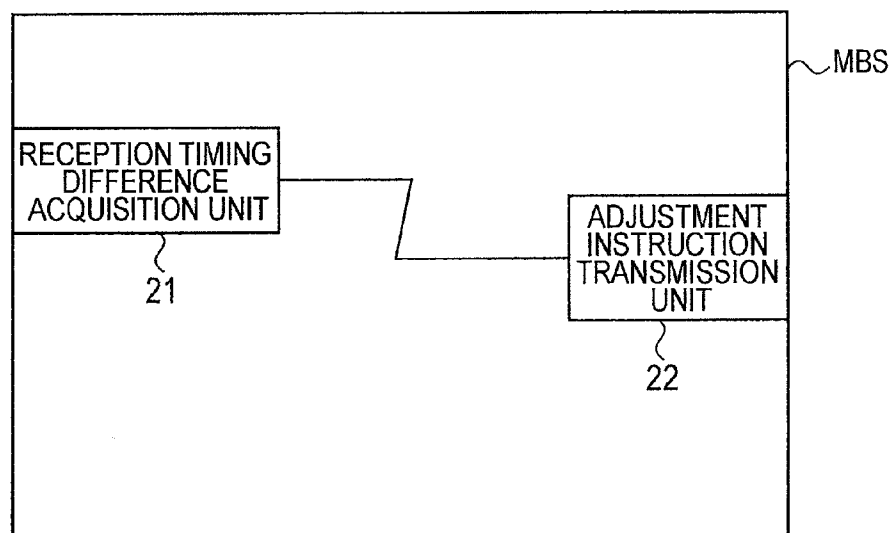 MBS
RECEPTION TIMING
DIFFERENCE
ACQUISITION UNIT
21
ADJUSTMENT
INSTRUCTION
TRANSMISSION
UNIT
22